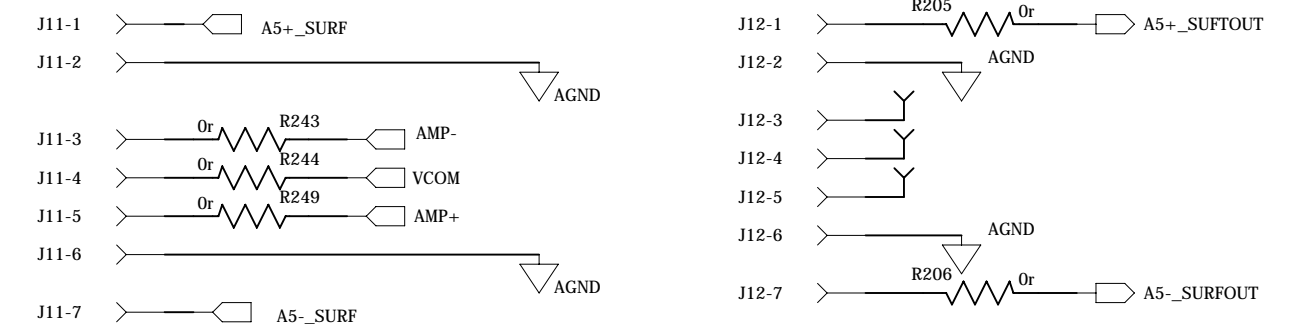 J11-1 A5+_SURF
J11-2 AGND
J11-3 0r R243 AMP-
J11-4 0r R244 VCOM
J11-5 0r R249 AMP+
J11-6 AGND
J11-7 A5-_SURF
J12-1 R205 0r A5+_SUFTOUT
J12-2 AGND
J12-3
J12-4
J12-5
J12-6 AGND
J12-7 R206 0r A5-_SURFOUT